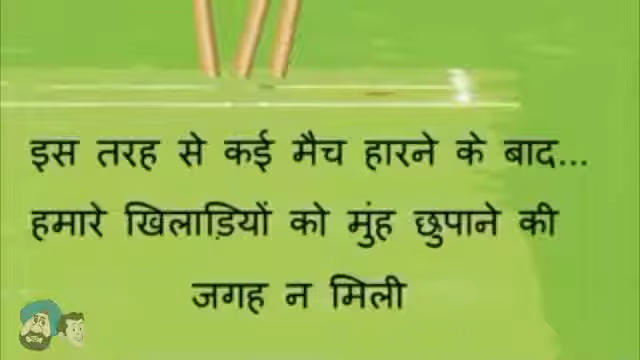 इस तरह से कई मैच हारने के बाद...
हमारे खिलाड़ियों को मुंह छुपाने की
जगह न मिली